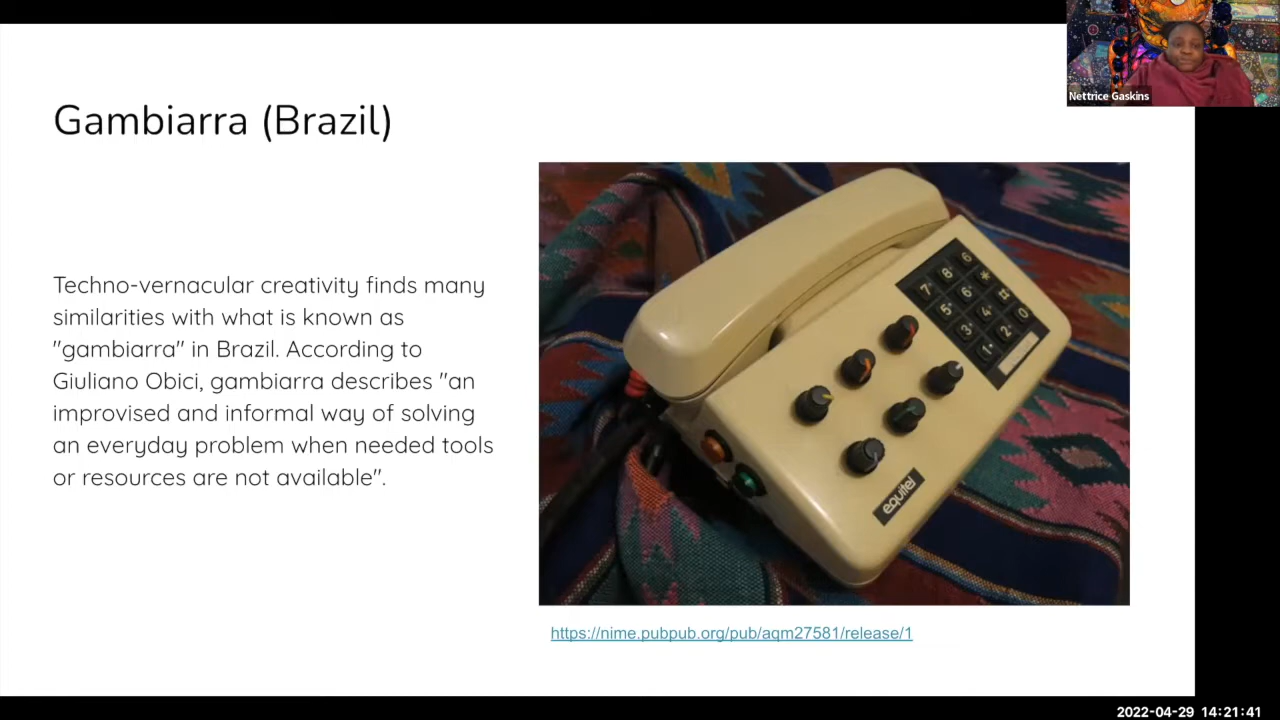 Nettrice Gaskins
Gambiarra (Brazil)
Techno-vernacular creativity finds many
similarities with what is known as
"gambiarra" in Brazil. According to
Giuliano Obici, gambiarra describes "an
improvised and informal way of solving
an everyday problem when needed tools
or resources are not available".
equitel
https://nime.pubpub.org/pub/aqm27581/release/1
2022-04-29 14:21:41